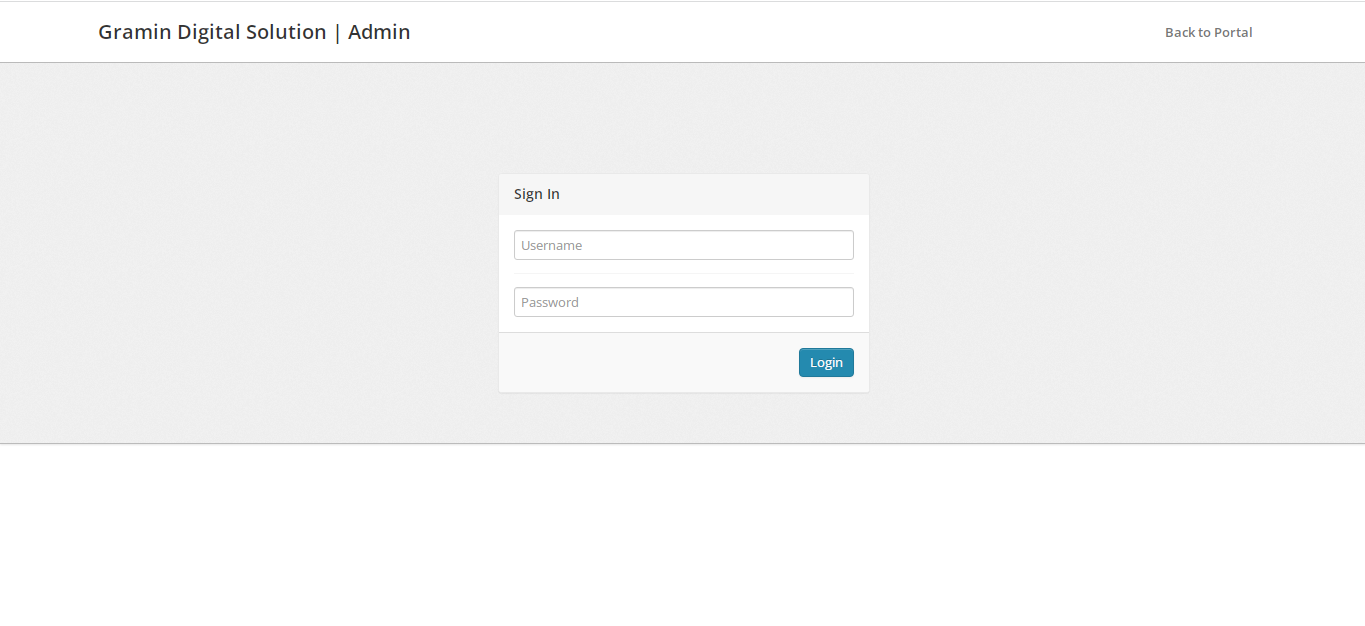 Gramin Digital Solution | Admin
Back to Portal
Sign In
Username
Password
Login